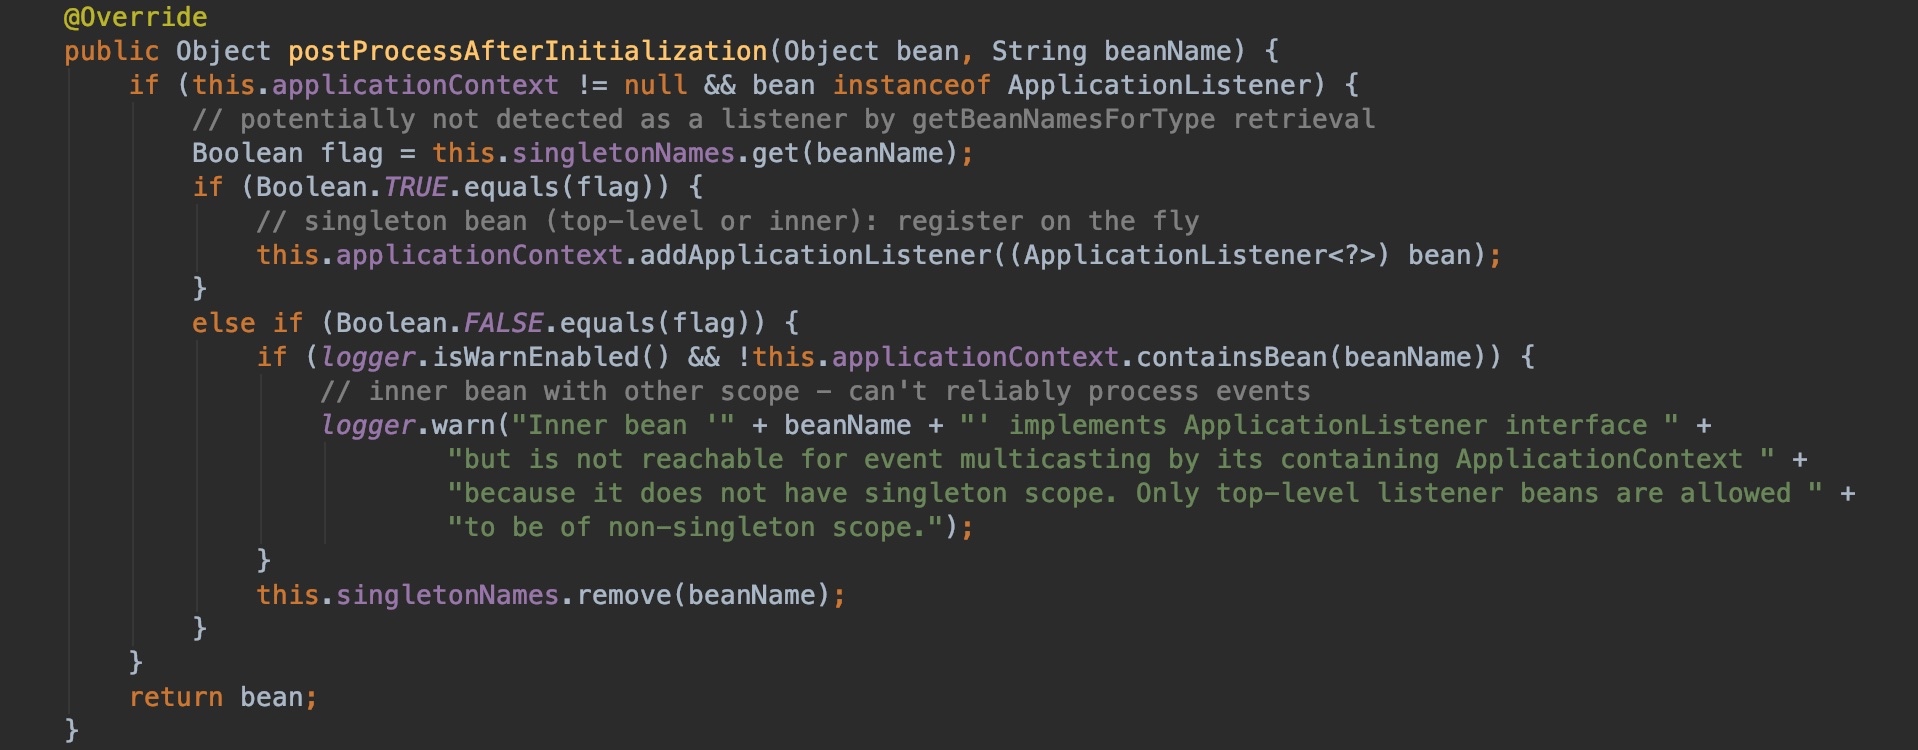 @Override
public Object postProcessAfterInitialization(Object bean, String beanName) {
if (this.applicationContext != null && bean instanceof ApplicationListener) {
// potentially not detected as a listener by getBeanNamesForType retrieval
Boolean flag = this.singletonNames.get(beanName);
if (Boolean.TRUE.equals(flag)) {
// singleton bean (top-level or inner): register on the fly
this.applicationContext.addApplicationListener((ApplicationListener<?>) bean);
}
else if (Boolean.FALSE.equals(flag)) {
if (logger.isWarnEnabled() && !this.applicationContext.containsBean(beanName)) {
// inner bean with other scope - can't reliably process events
logger.warn("Inner bean '" + beanName + "' implements ApplicationListener interface " +
"but is not reachable for event multicasting by its containing ApplicationContext " +
"because it does not have singleton scope. Only top-level listener beans are allowed " +
"to be of non-singleton scope.");
}
this.singletonNames.remove(beanName);
}
}
return bean;
}